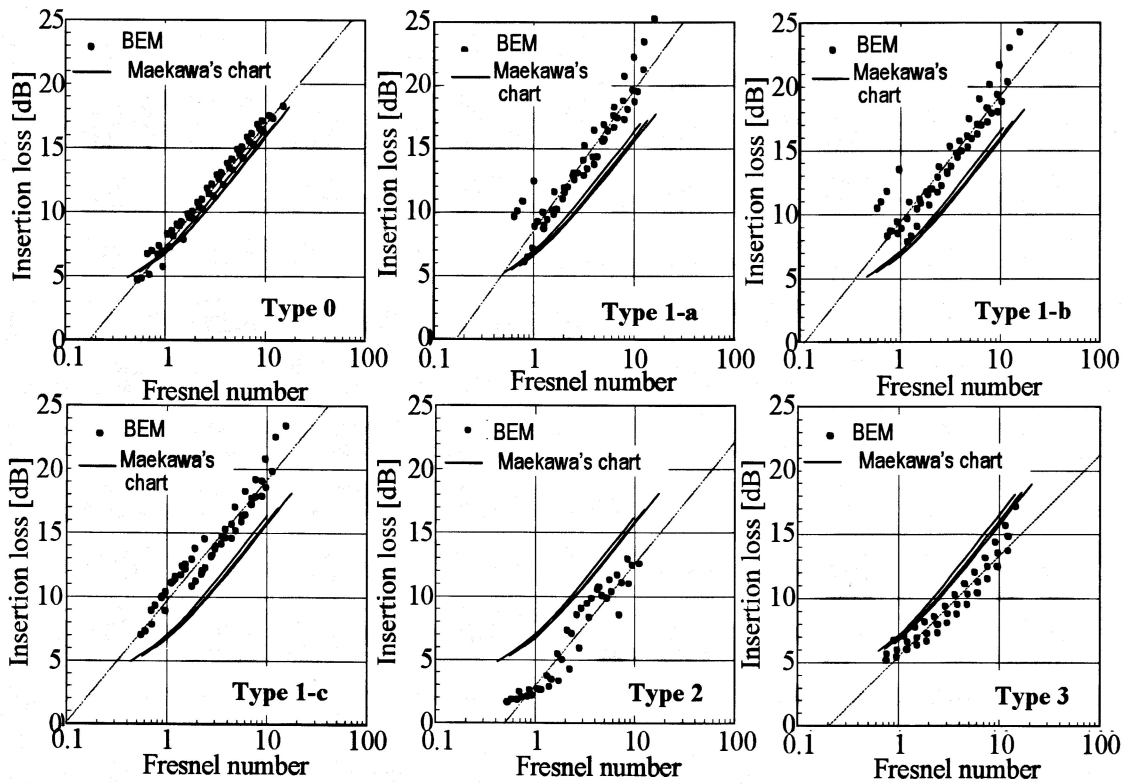 Insertion loss [dB]
25
20
15
10
5
0
BEM
Maekawa's chart
Type 0
0.1 1 10 100
Fresnel number
Insertion loss [dB]
25
20
15
10
5
0
BEM
Maekawa's
chart
Type 1-a
0.1 1 10 100
Fresnel number
Insertion loss [dB]
25
20
15
10
5
0
BEM
Maekawa's
chart
Type 1-b
0.1 1 10 100
Fresnel number
Insertion loss [dB]
25
20
15
10
5
0
BEM
Maekawa's
chart
Type 1-c
0.1 1 10 100
Fresnel number
Insertion loss [dB]
25
20
15
10
5
0
BEM
Maekawa's chart
Type 2
0.1 1 10 100
Fresnel number
Insertion loss [dB]
25
20
15
10
5
0
BEM
Maekawa's chart
Type 3
0.1 1 10 100
Fresnel number